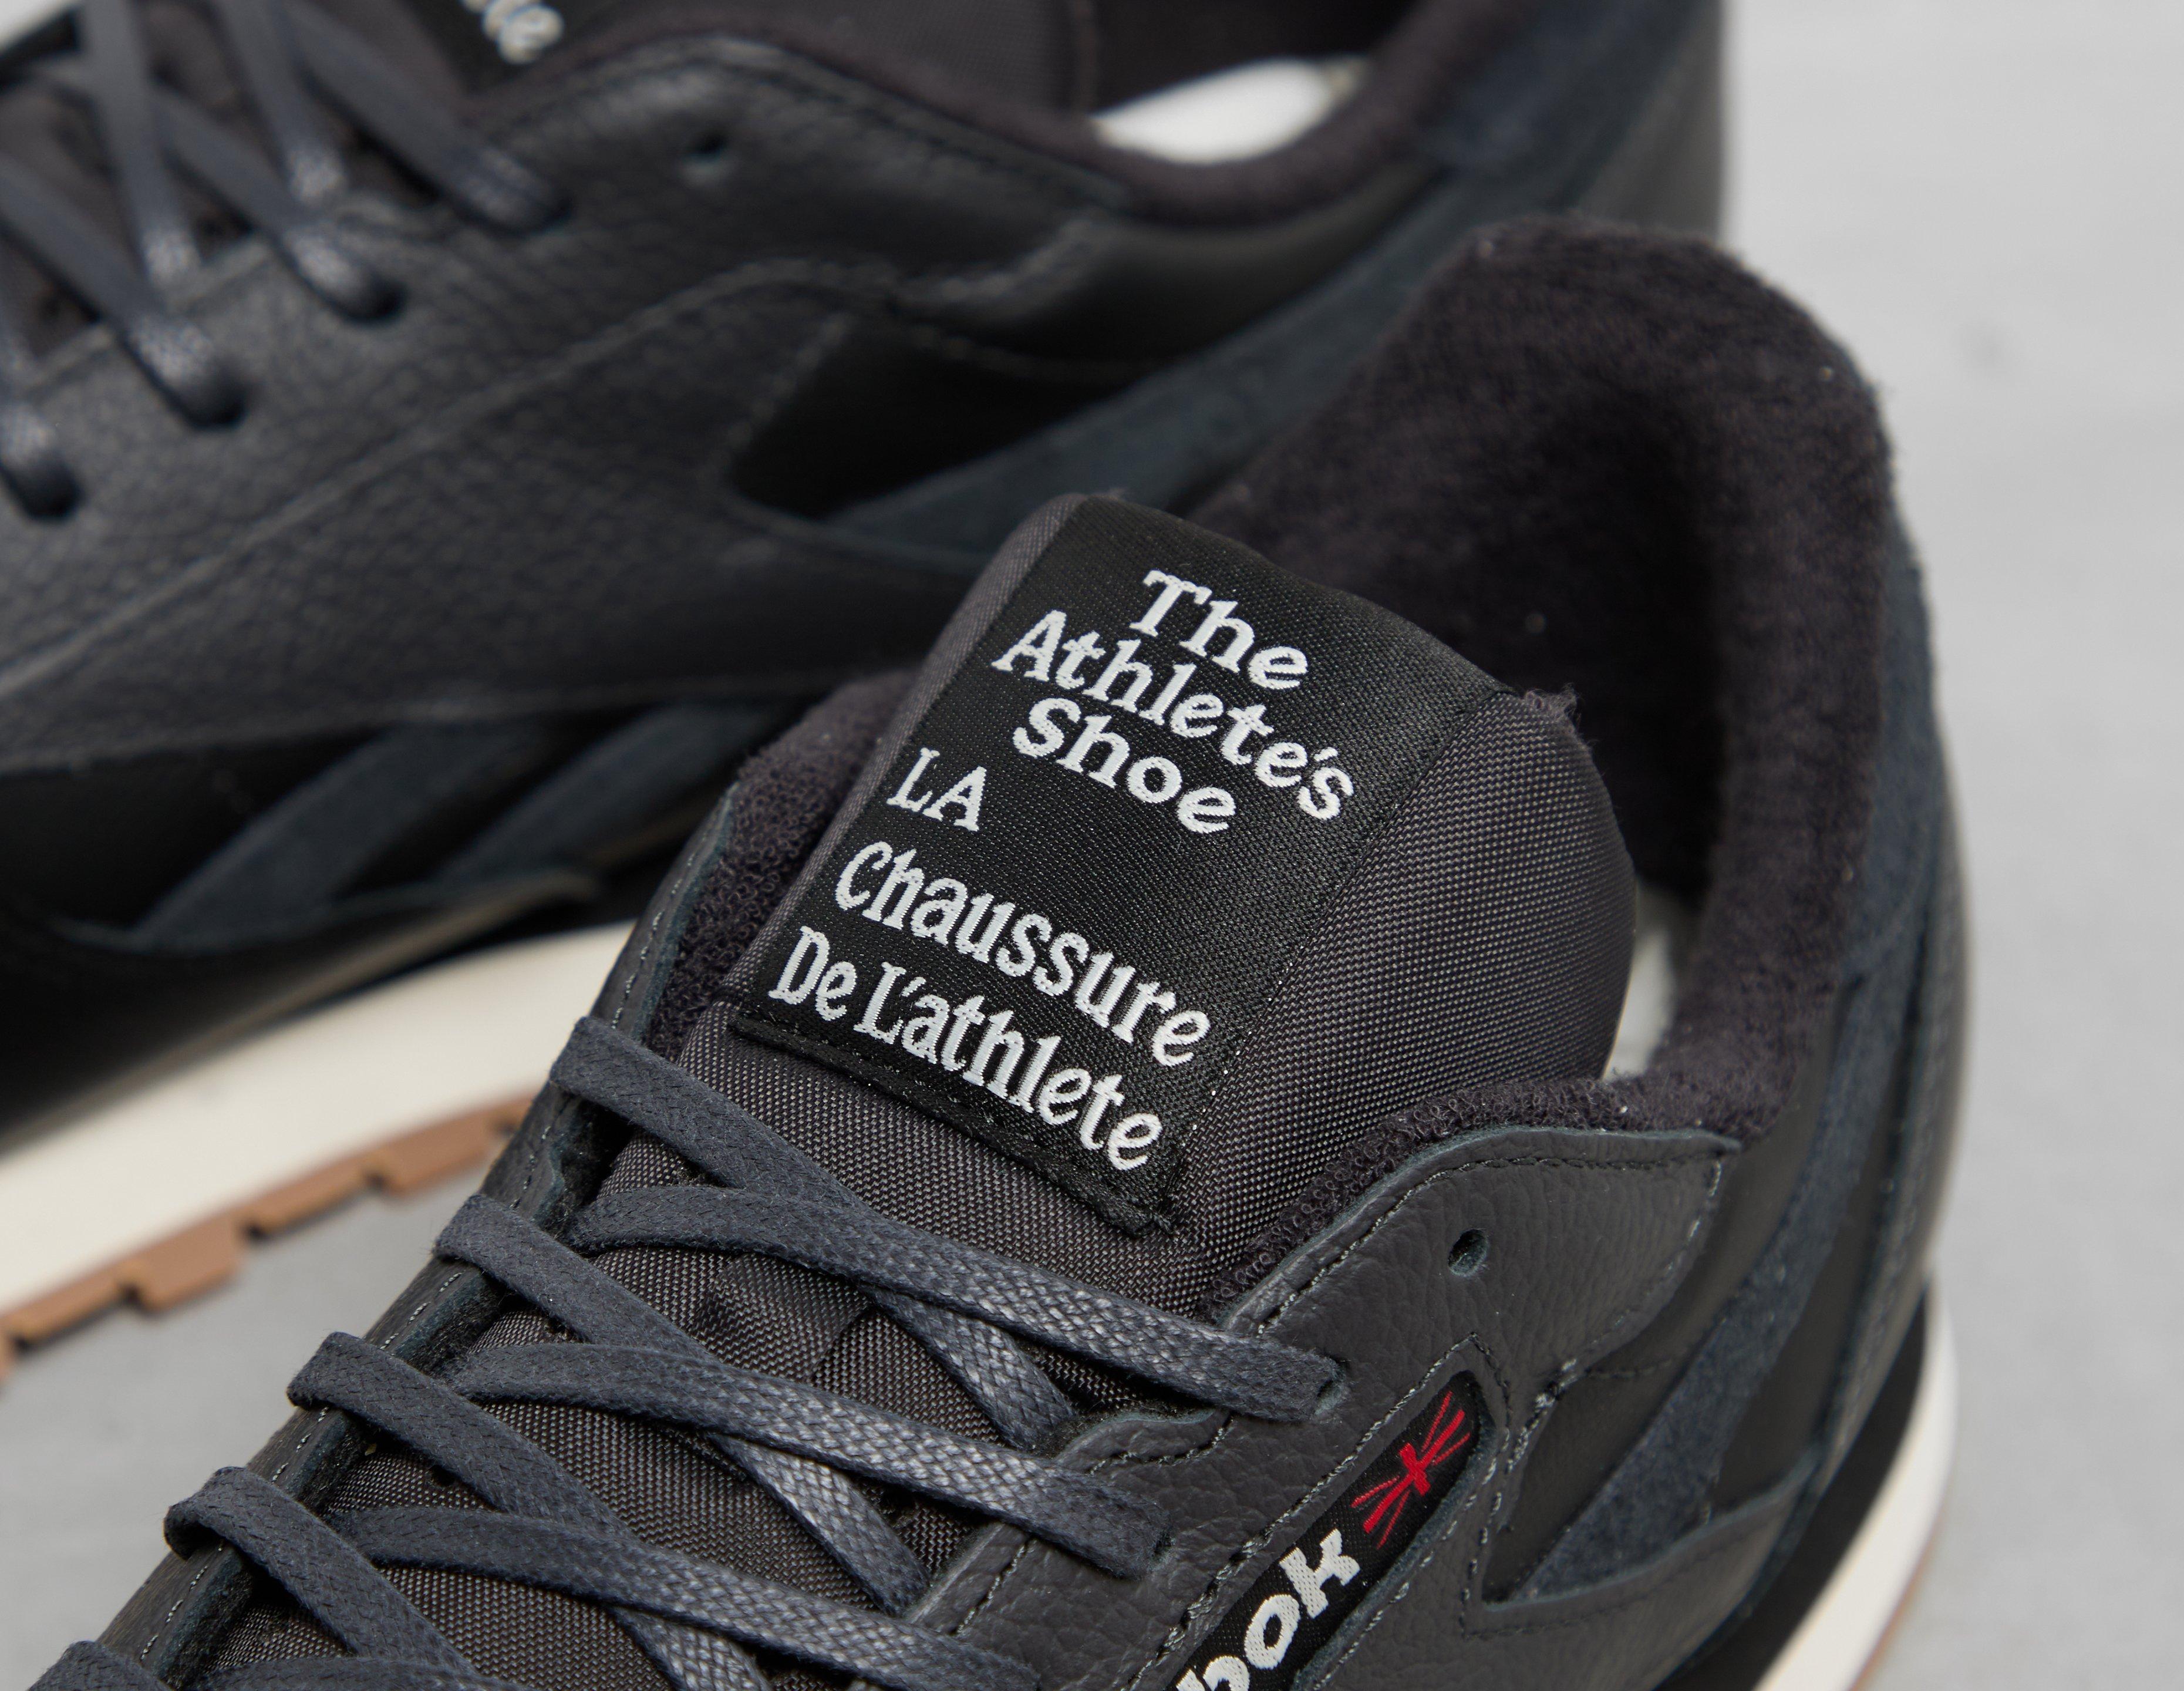 The
Athlete's
Shoe
LA
Chaussure
De L'athlete
bok